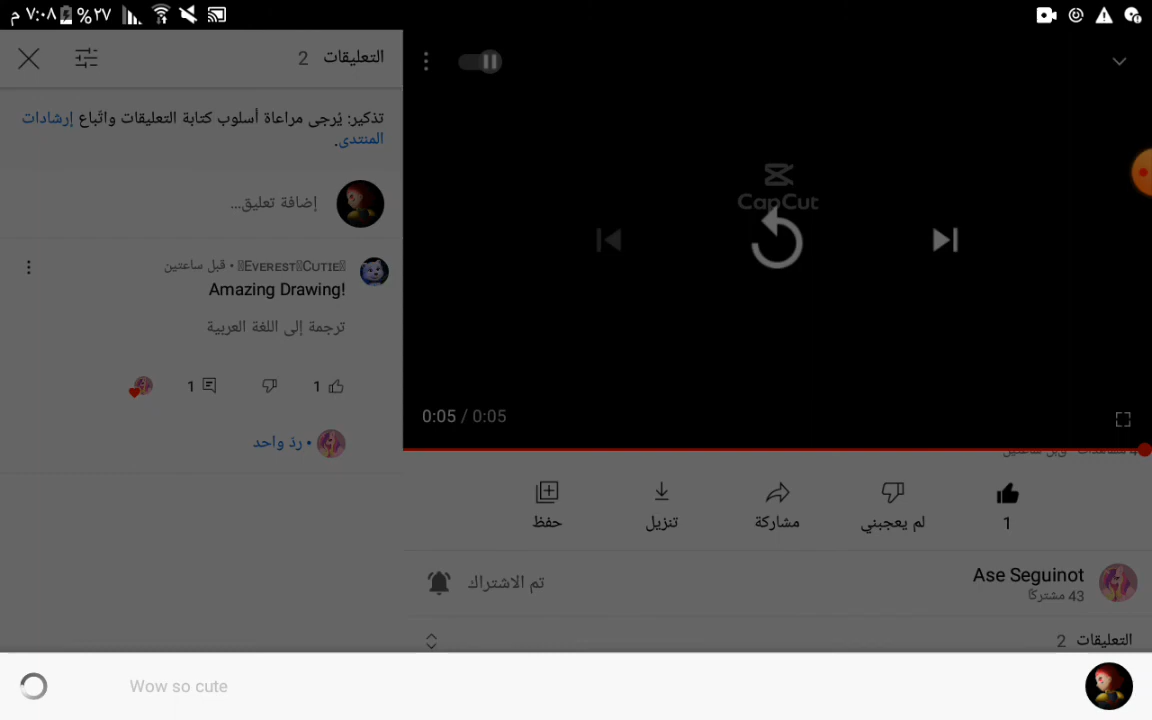 ٧:٠٨ م
٢٧%
التعليقات 2
تذكير: يُرجى مراعاة أسلوب كتابة التعليقات واتّباع إرشادات
المنتدى.
إضافة تعليق...
EVEREST CUTIE • قبل ساعتين
Amazing Drawing!
ترجمة إلى اللغة العربية
1
1
ردّ واحد
CapCut
0:05 / 0:05
حفظ
تنزيل
مشاركة
لم يعجبني
1
تم الاشتراك
Ase Seguinot
43 مشتركًا
التعليقات 2
Wow so cute